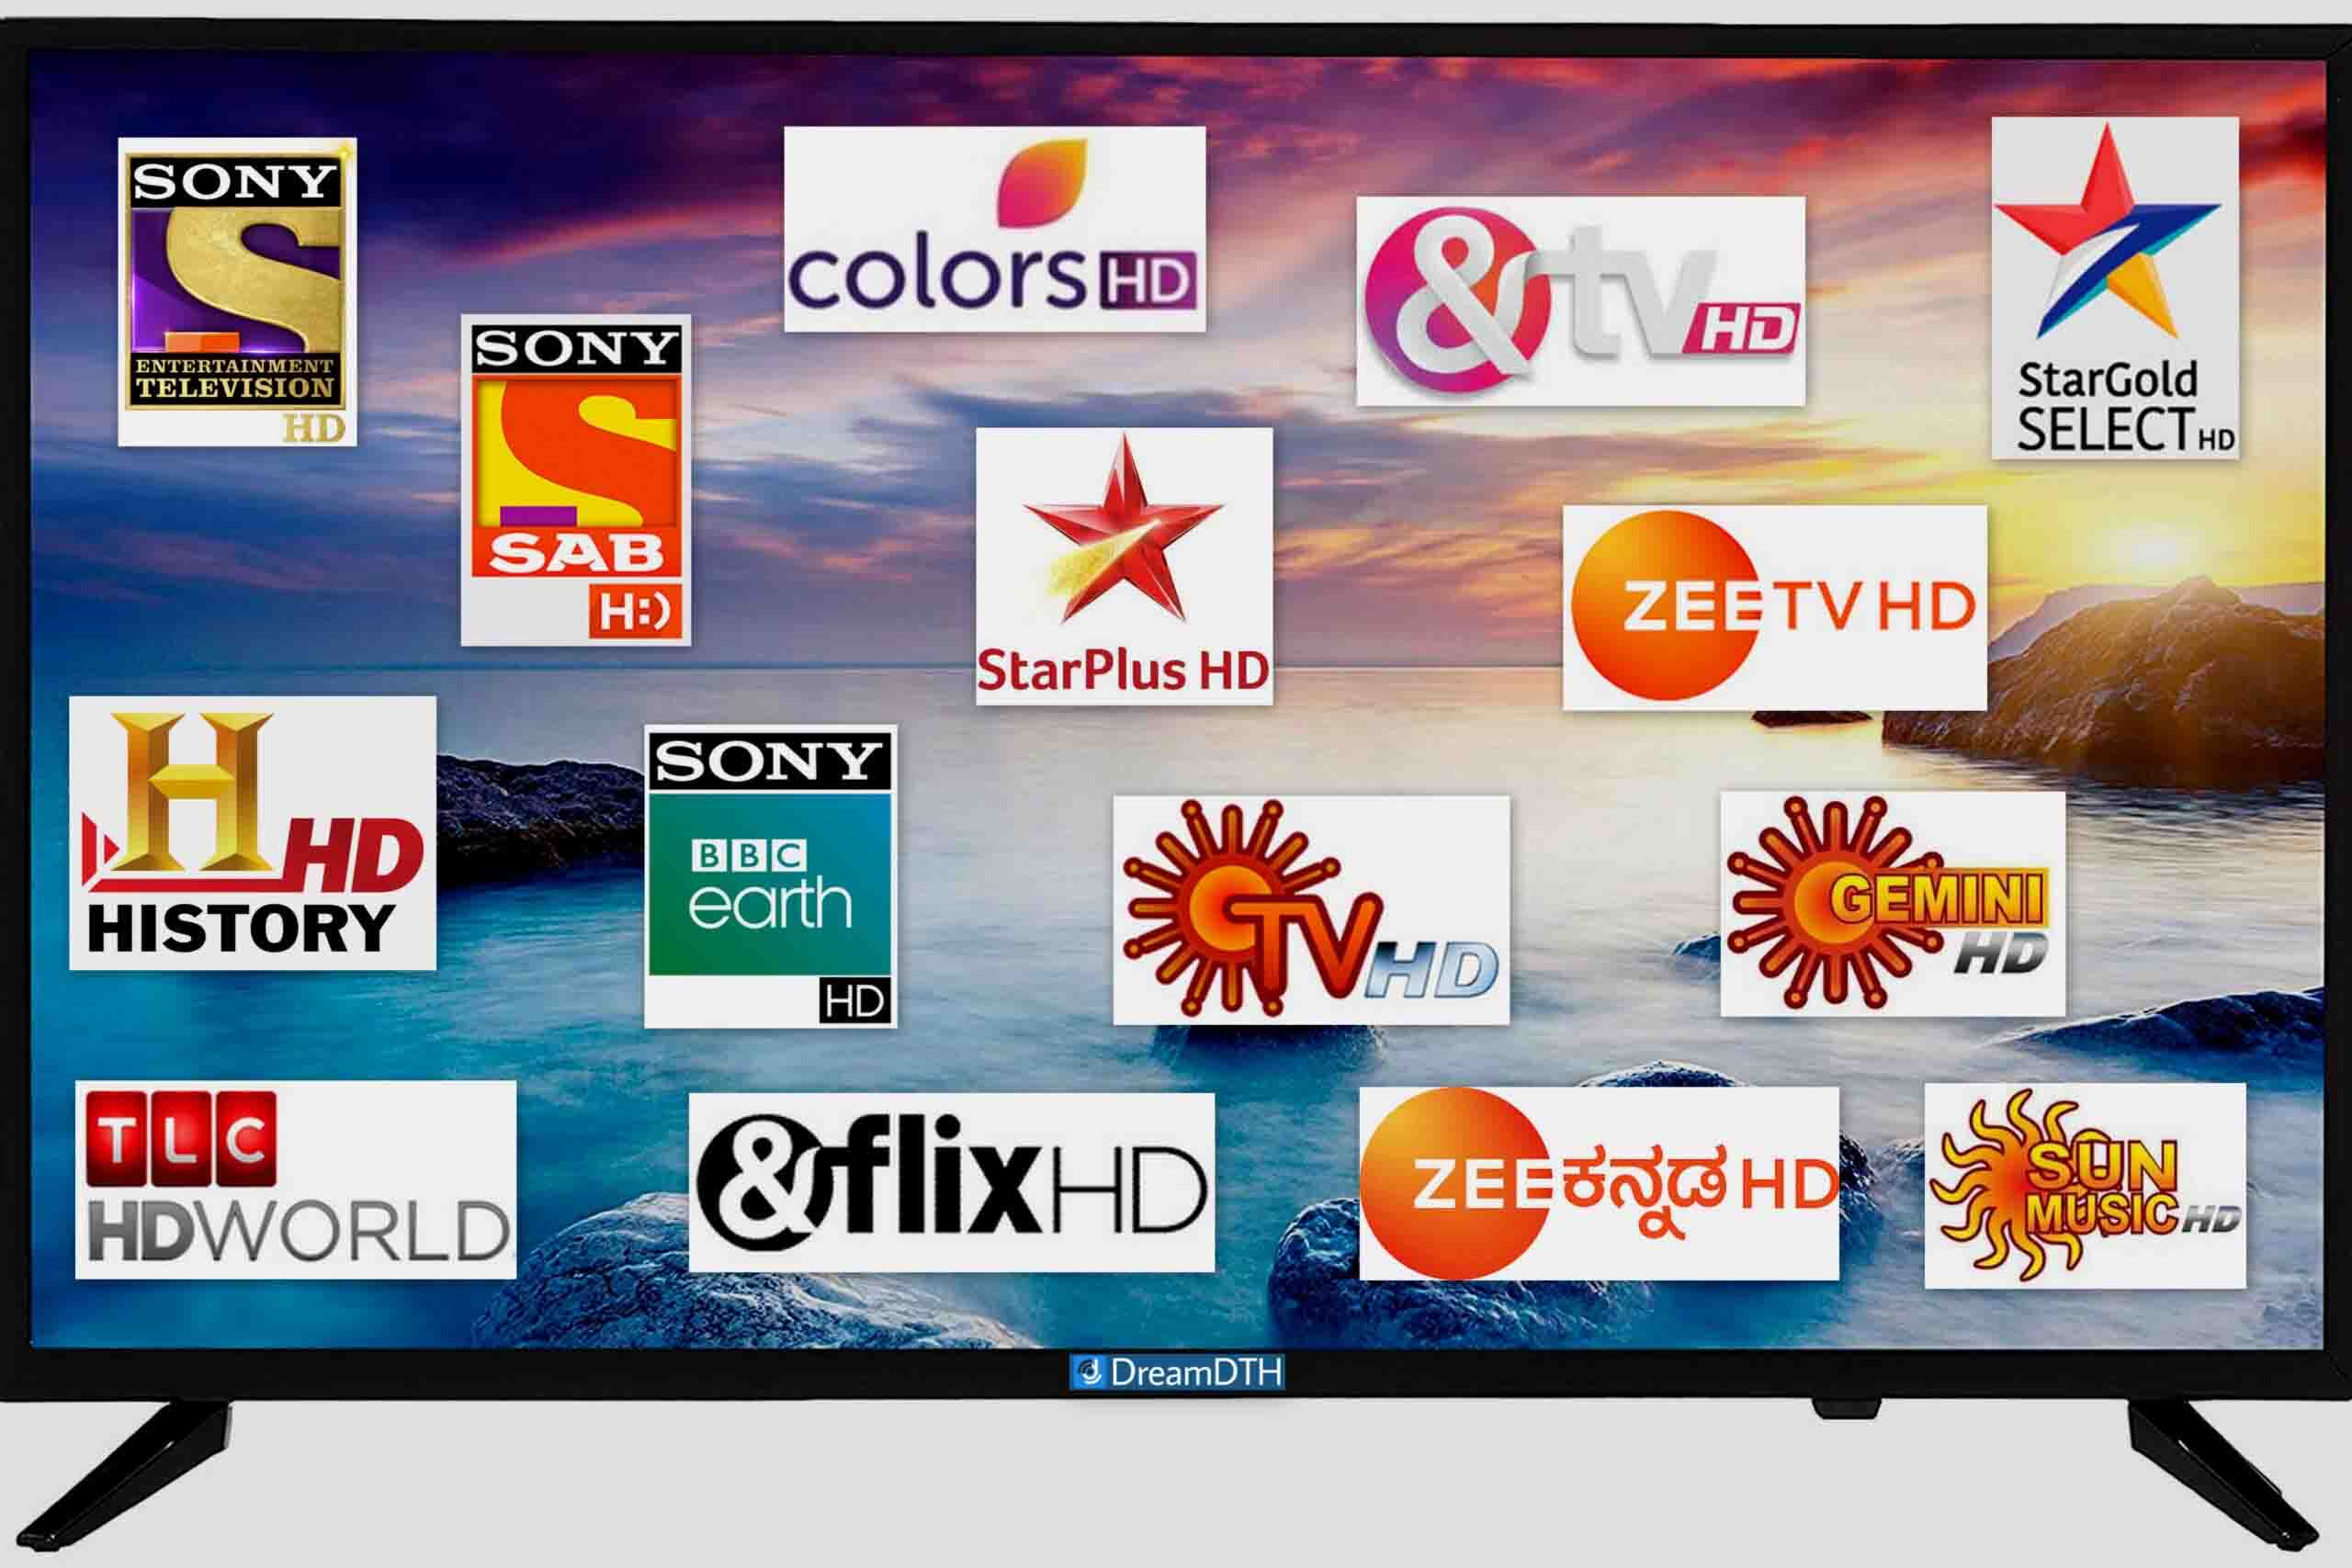 SONY
ENTERTAINMENT
TELEVISION
HD
colors HD
&tv HD
StarGold
SELECT HD
SONY
SAB
H:)
StarPlus HD
ZEE TV HD
H HD
HISTORY
SONY
BBC
earth
HD
TV HD
GEMINI
HD
TLC
HD WORLD
&flix HD
ZEE ಕನ್ನಡ HD
SUN
MUSIC HD
DreamDTH